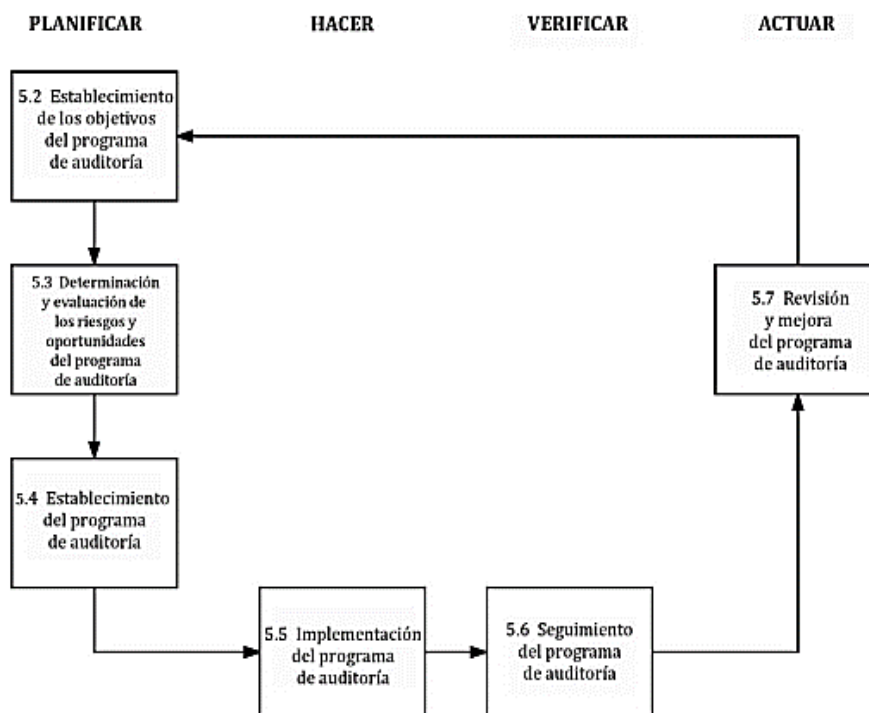 PLANIFICAR
HACER
VERIFICAR
ACTUAR
5.2 Establecimiento
de los objetivos
del programa
de auditoría
5.3 Determinación
y evaluación de
los riesgos y
oportunidades
del programa
de auditoría
5.4 Establecimiento
del programa
de auditoría
5.5 Implementación
del programa
de auditoría
5.6 Seguimiento
del programa
de auditoría
5.7 Revisión
y mejora
del programa
de auditoría